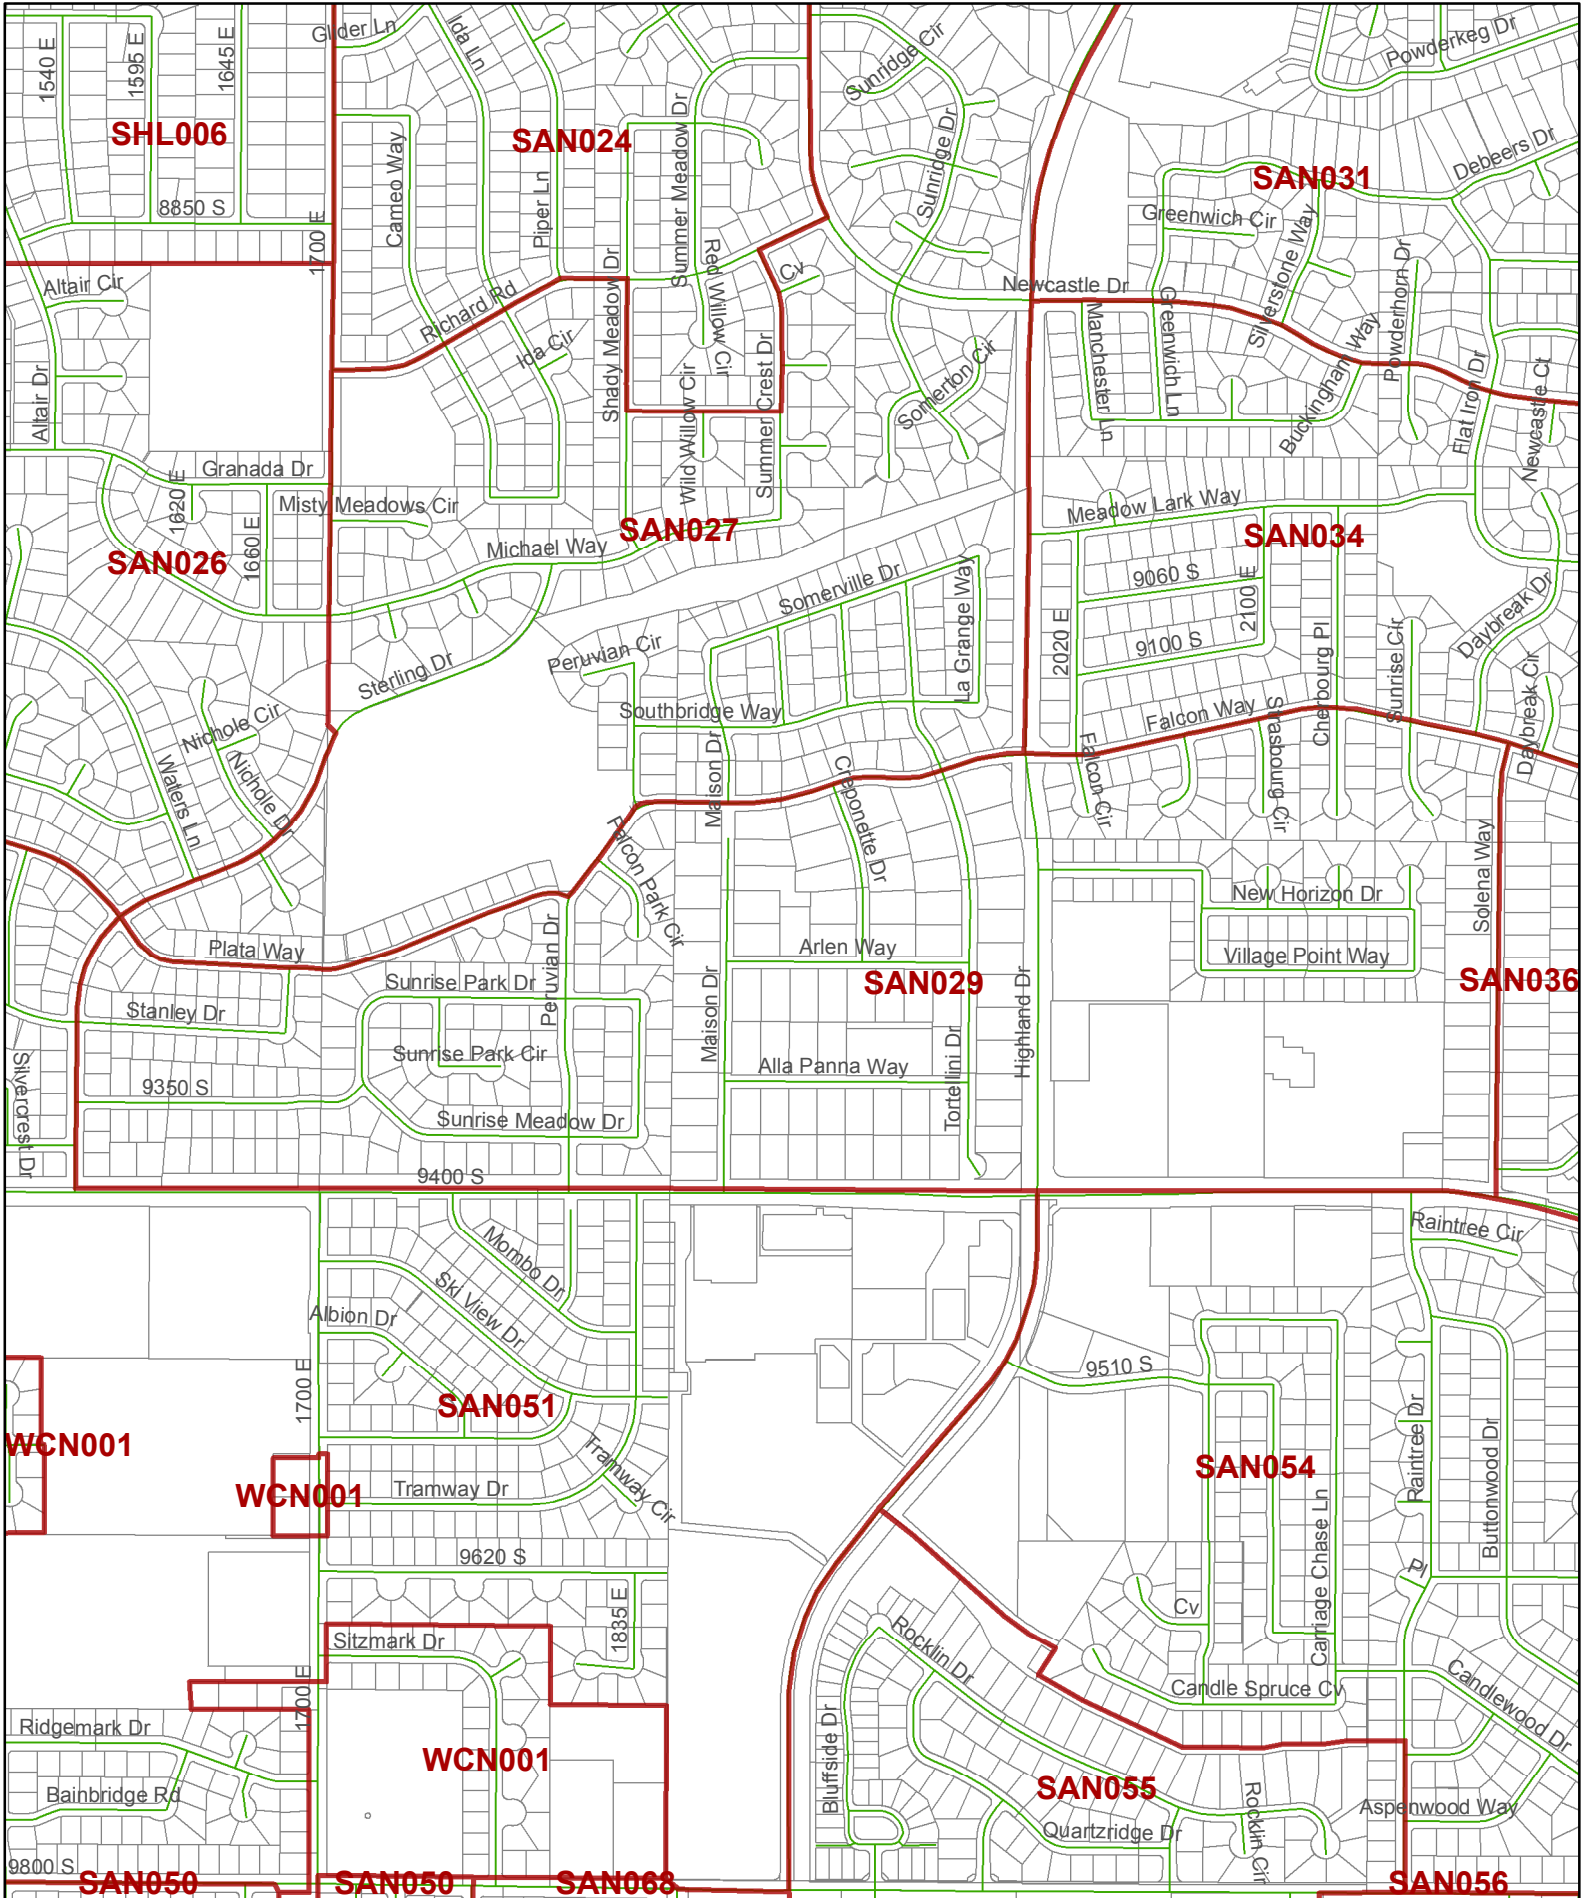 Glider Ln
Ida Ln
Sunridge Cir
Powderkeg Dr
1540 E
1595 E
1645 E
SHL006
SAN024
Cameo Way
Piper Ln
Summer Meadow Dr
Sunridge Dr
SAN031
Debeers Dr
8850 S
1700 E
Greenwich Cir
Silverstone Way
Altair Cir
Richard Rd
Shady Meadow Dr
Red Willow Cir
Cv
Newcastle Dr
Powderhorn Dr
Ida Cir
Manchester Ln
Greenwich Ln
Buckingham Way
Altair Dr
Wild Willow Cir
Summer Crest Dr
Somerton Cir
Flat Iron Dr
Newcastle Ct
Granada Dr
1620 E
Misty Meadows Cir
1660 E
Meadow Lark Way
SAN026
Michael Way
SAN027
SAN034
Somerville Dr
La Grange Way
9060 S
2100 E
2020 E
9100 S
Cherbourg Pl
Sunrise Cir
Daybreak Dr
Sterling Dr
Peruvian Cir
Southbridge Way
Falcon Way
Strasbourg Cir
Daybreak Cir
Nichole Cir
Nichole Dr
Waters Ln
Maison Dr
Creponette Dr
Falcon Cir
Falcon Park Cir
Solena Way
New Horizon Dr
Plata Way
Arlen Way
Village Point Way
Peruvian Dr
Sunrise Park Dr
SAN029
SAN036
Stanley Dr
Maison Dr
Highland Dr
Sunrise Park Cir
Silvercrest Dr
9350 S
Alla Panna Way
Tortellini Dr
Sunrise Meadow Dr
9400 S
Raintree Cir
Mombo Dr
Ski View Dr
Albion Dr
1700 E
9510 S
SAN051
Raintree Dr
Buttonwood Dr
WCN001
WCN001
Tramway Dr
Tramway Cir
SAN054
Carriage Chase Ln
9620 S
Pl
Cv
1835 E
Sitzmark Dr
Rocklin Dr
1700 E
Candle Spruce Cv
Candlewood Dr
Ridgemark Dr
Bluffside Dr
WCN001
Bainbridge Rd
SAN055
Rocklin Cir
Aspenwood Way
Quartzridge Dr
9800 S
SAN050
SAN050
SAN068
SAN056